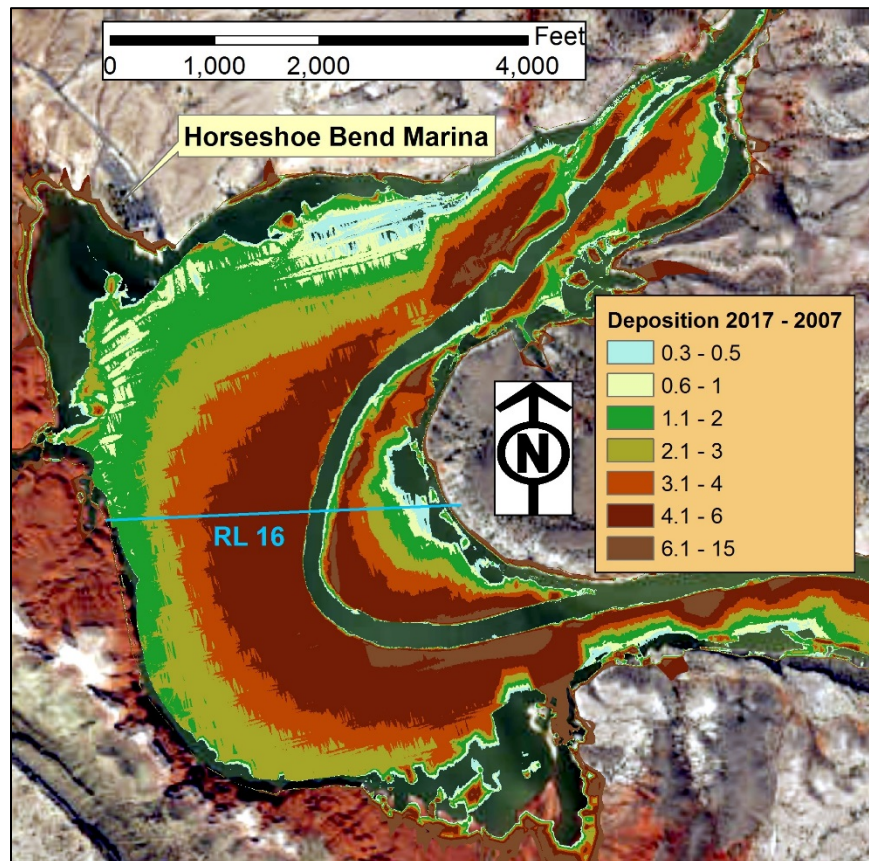 Feet
0 1,000 2,000 4,000
Horseshoe Bend Marina
Deposition 2017 - 2007
0.3 - 0.5
0.6 - 1
1.1 - 2
2.1 - 3
3.1 - 4
4.1 - 6
6.1 - 15
N
RL 16